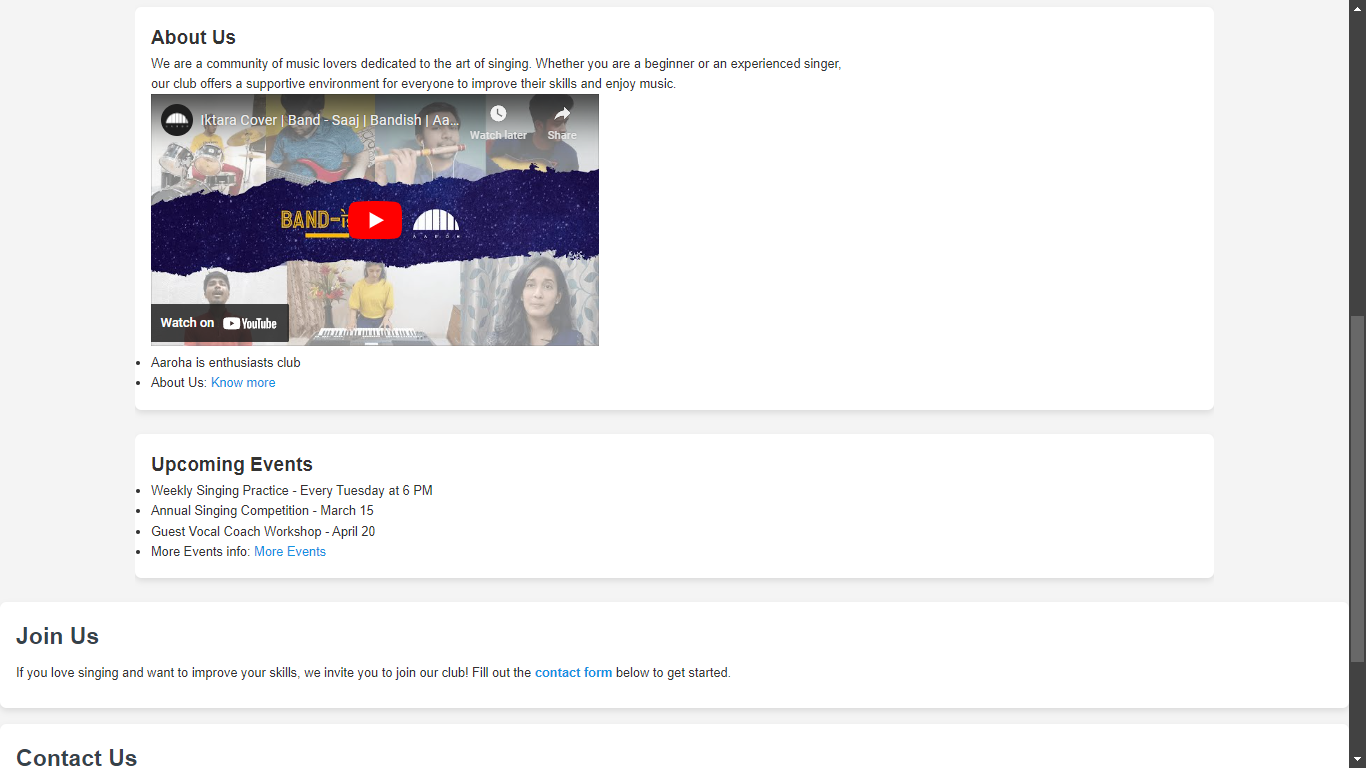 About Us
We are a community of music lovers dedicated to the art of singing. Whether you are a beginner or an experienced singer,
our club offers a supportive environment for everyone to improve their skills and enjoy music.
Iktara Cover | Band - Saaj | Bandish | Aa...
Watch later
Share
BAND-
Watch on YouTube
• Aaroha is enthusiasts club
• About Us: Know more
Upcoming Events
• Weekly Singing Practice - Every Tuesday at 6 PM
• Annual Singing Competition - March 15
• Guest Vocal Coach Workshop - April 20
• More Events info: More Events
Join Us
If you love singing and want to improve your skills, we invite you to join our club! Fill out the contact form below to get started.
Contact Us